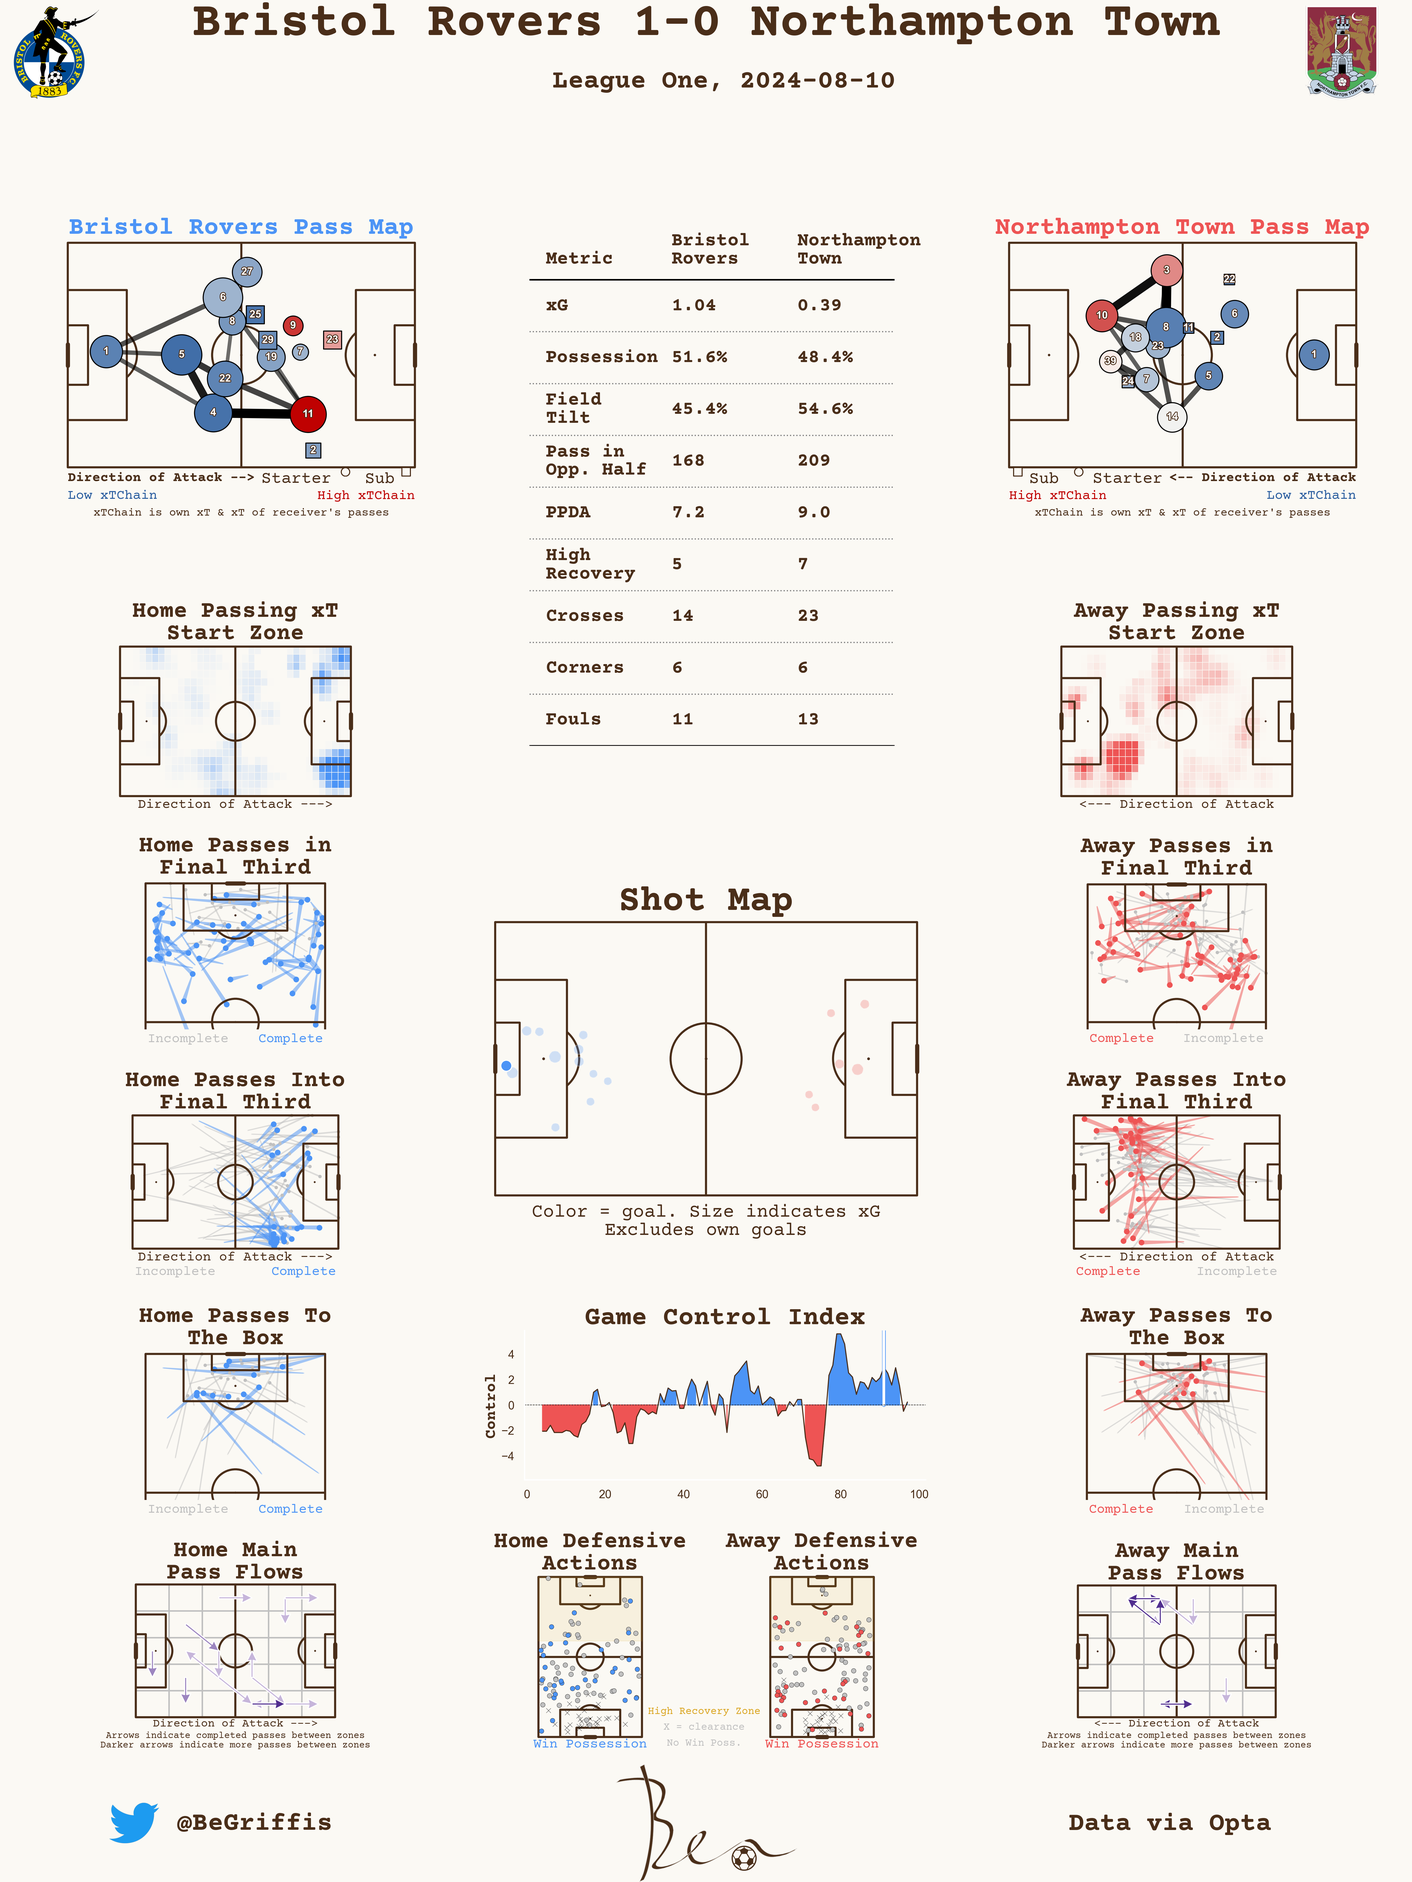 Bristol Rovers 1-0 Northampton Town
League One, 2024-08-10
BRISTOL ROVERS F.C.
1883
NORTHAMPTON TOWN F.C.
Bristol Rovers Pass Map
27
6
8
25
9
29
23
1
5
19
7
22
4
11
2
Direction of Attack --> Starter Sub
Low xTChain High xTChain
xTChain is own xT & xT of receiver's passes
Metric Bristol Rovers Northampton Town
xG 1.04 0.39
Possession 51.6% 48.4%
Field Tilt 45.4% 54.6%
Pass in Opp. Half 168 209
PPDA 7.2 9.0
High Recovery 5 7
Crosses 14 23
Corners 6 6
Fouls 11 13
Northampton Town Pass Map
3
22
10
8
11
6
18
23
2
39
1
24
7
5
14
Sub Starter <-- Direction of Attack
High xTChain Low xTChain
xTChain is own xT & xT of receiver's passes
Home Passing xT
Start Zone
Direction of Attack --->
Away Passing xT
Start Zone
<--- Direction of Attack
Home Passes in
Final Third
Incomplete Complete
Away Passes in
Final Third
Complete Incomplete
Shot Map
Color = goal. Size indicates xG
Excludes own goals
Home Passes Into
Final Third
Direction of Attack --->
Incomplete Complete
Away Passes Into
Final Third
<--- Direction of Attack
Complete Incomplete
Home Passes To
The Box
Incomplete Complete
Game Control Index
Control
4
2
0
−2
−4
0 20 40 60 80 100
Away Passes To
The Box
Complete Incomplete
Home Main
Pass Flows
Direction of Attack --->
Arrows indicate completed passes between zones
Darker arrows indicate more passes between zones
Home Defensive
Actions
Win Possession
High Recovery Zone
X = clearance
No Win Poss.
Away Defensive
Actions
Win Possession
Away Main
Pass Flows
<--- Direction of Attack
Arrows indicate completed passes between zones
Darker arrows indicate more passes between zones
@BeGriffis
Ben
Data via Opta